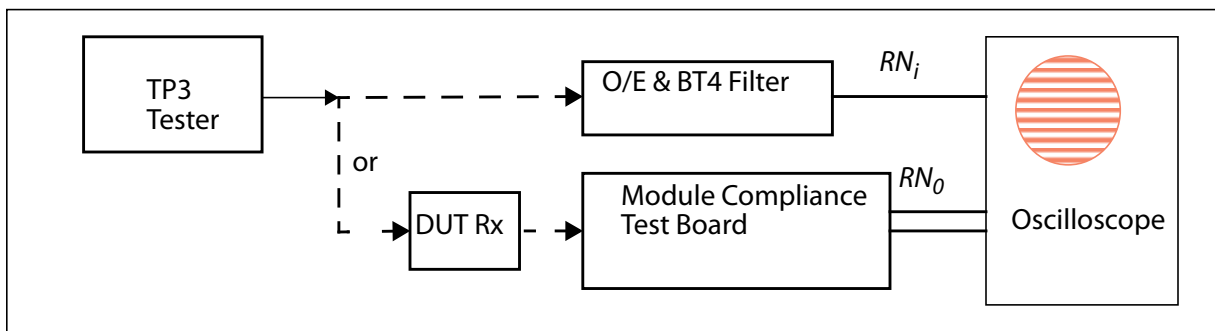 TP3
Tester
or
O/E & BT4 Filter
RNi
DUT Rx
Module Compliance
Test Board
RN0
Oscilloscope